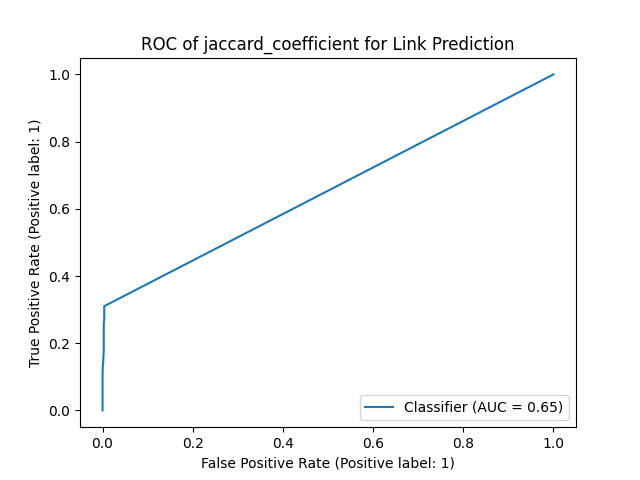 ROC of jaccard_coefficient for Link Prediction
True Positive Rate (Positive label: 1)
1.0
0.8
0.6
0.4
0.2
0.0
Classifier (AUC = 0.65)
0.0 0.2 0.4 0.6 0.8 1.0
False Positive Rate (Positive label: 1)